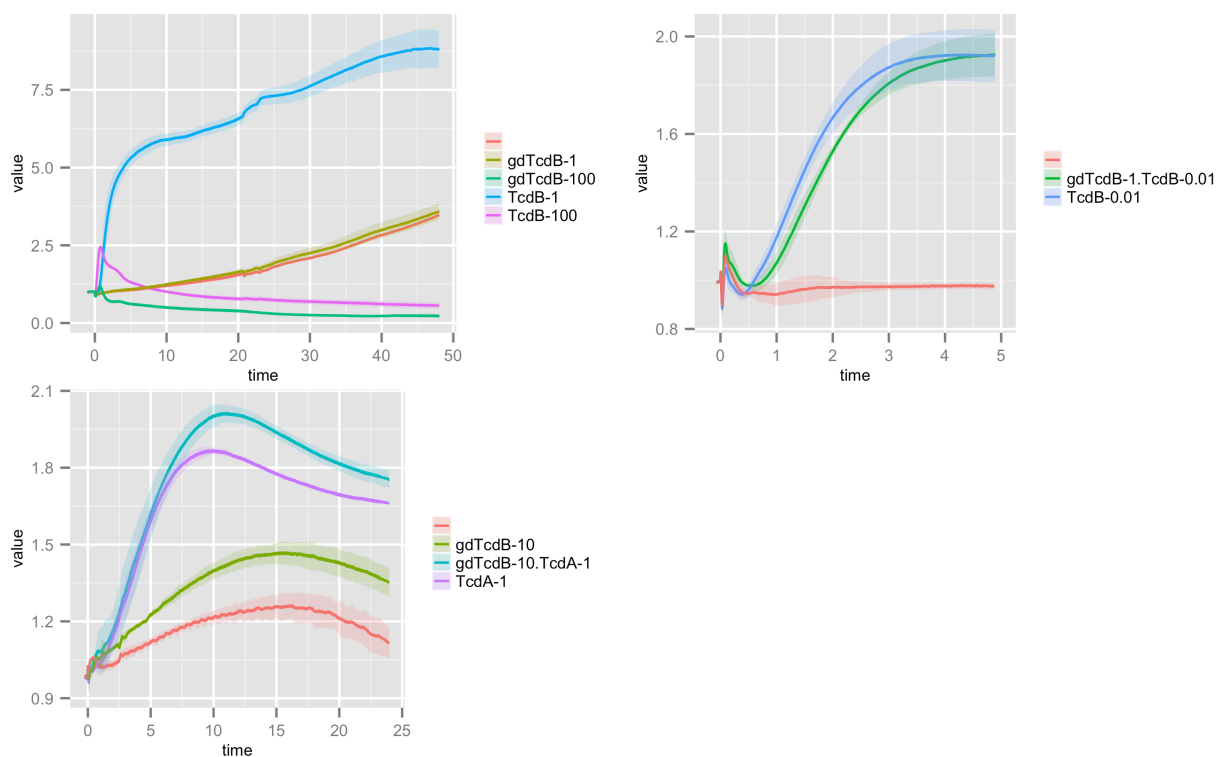 7.5
5.0
2.5
0.0
value
0 10 20 30 40 50
time
gdTcdB-1
gdTcdB-100
TcdB-1
TcdB-100
2.0
1.6
1.2
0.8
value
0 1 2 3 4 5
time
gdTcdB-1.TcdB-0.01
TcdB-0.01
2.1
1.8
1.5
1.2
0.9
value
0 5 10 15 20 25
time
gdTcdB-10
gdTcdB-10.TcdA-1
TcdA-1